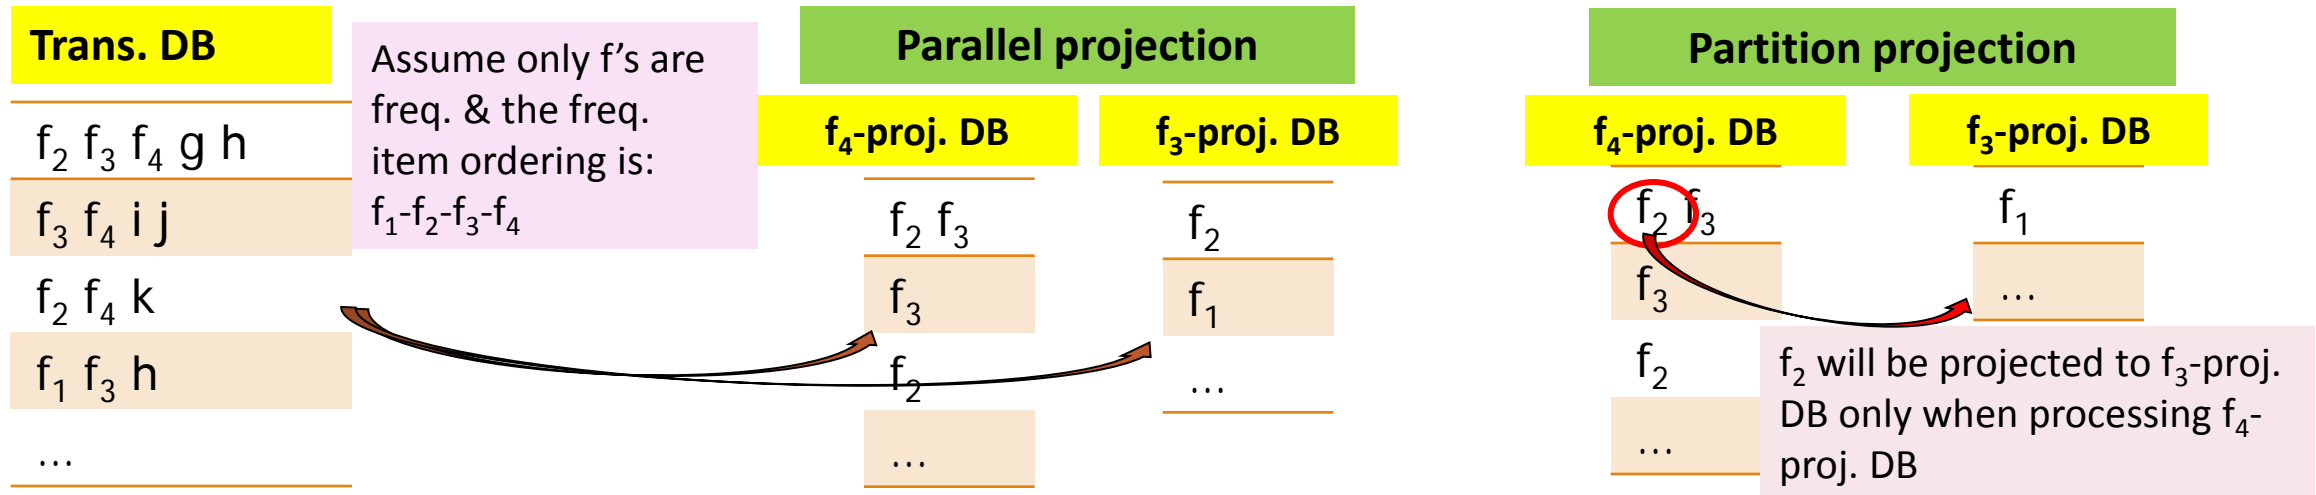 Trans. DB
f₂ f₃ f₄ g h
f₃ f₄ i j
f₂ f₄ k
f₁ f₃ h
…
Assume only f’s are
freq. & the freq.
item ordering is:
f₁-f₂-f₃-f₄
Parallel projection
f₄-proj. DB
f₂ f₃
f₃
f₂
…
f₃-proj. DB
f₂
f₁
…
Partition projection
f₄-proj. DB
f₂ f₃
f₃
f₂
…
f₃-proj. DB
f₁
…
f₂ will be projected to f₃-proj.
DB only when processing f₄-
proj. DB